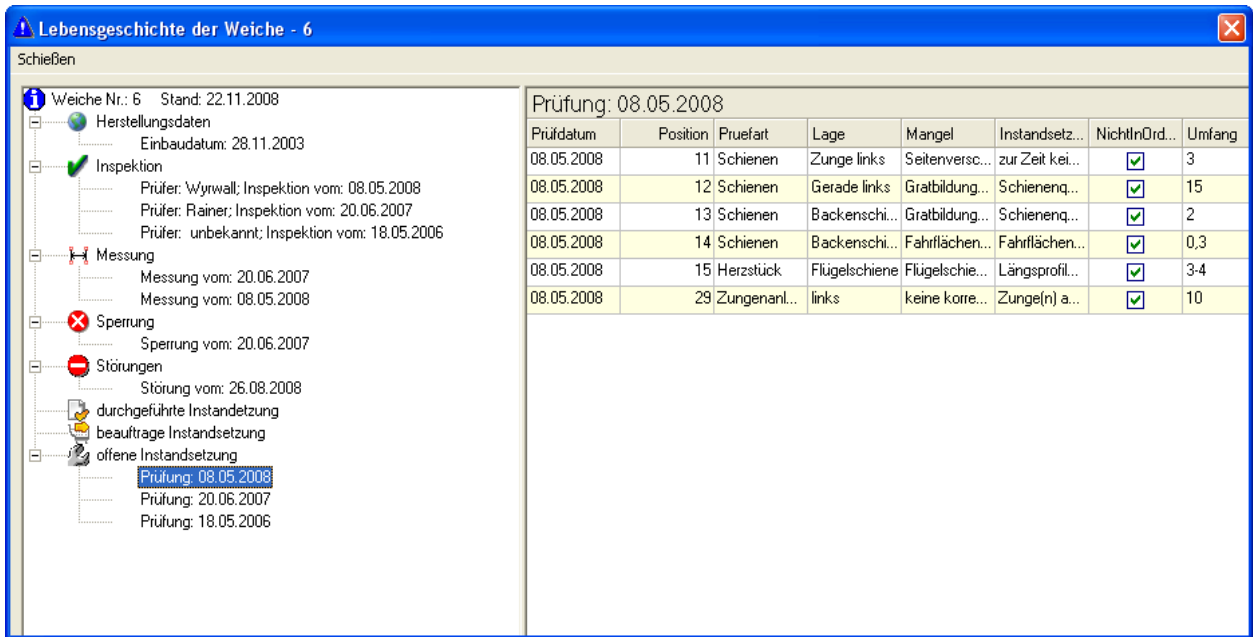 Lebensgeschichte der Weiche - 6
Schießen
Weiche Nr.: 6 Stand: 22.11.2008
Herstellungsdaten
Einbaudatum: 28.11.2003
Inspektion
Prüfer: Wyrwall; Inspektion vom: 08.05.2008
Prüfer: Rainer; Inspektion vom: 20.06.2007
Prüfer: unbekannt; Inspektion vom: 18.05.2006
Messung
Messung vom: 20.06.2007
Messung vom: 08.05.2008
Sperrung
Sperrung vom: 20.06.2007
Störungen
Störung vom: 26.08.2008
durchgeführte Instandetzung
beauftrage Instandsetzung
offene Instandsetzung
Prüfung: 08.05.2008
Prüfung: 20.06.2007
Prüfung: 18.05.2006
Prüfung: 08.05.2008
Prüfdatum Position Pruefart Lage Mangel Instandsetz... NichtInOrd... Umfang
08.05.2008 11 Schienen Zunge links Seitenversc... zur Zeit kei... 3
08.05.2008 12 Schienen Gerade links Gratbildung... Schienenq... 15
08.05.2008 13 Schienen Backenschi... Gratbildung... Schienenq... 2
08.05.2008 14 Schienen Backenschi... Fahrflächen... Fahrflächen... 0,3
08.05.2008 15 Herzstück Flügelschiene Flügelschie... Längsprofil... 3-4
08.05.2008 29 Zungenanl... links keine korre... Zunge(n) a... 10